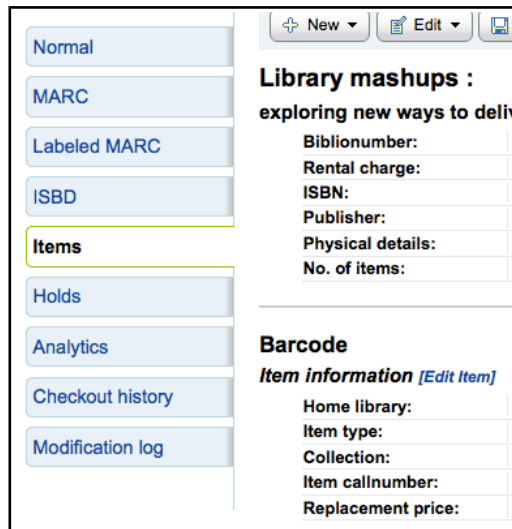 Normal
MARC
Labeled MARC
ISBD
Items
Holds
Analytics
Checkout history
Modification log
New Edit
Library mashups :
exploring new ways to
Biblionumber:
Rental charge:
ISBN:
Publisher:
Physical details:
No. of items:
Barcode
Item information [Edit Item]
Home library:
Item type:
Collection:
Item callnumber:
Replacement price: